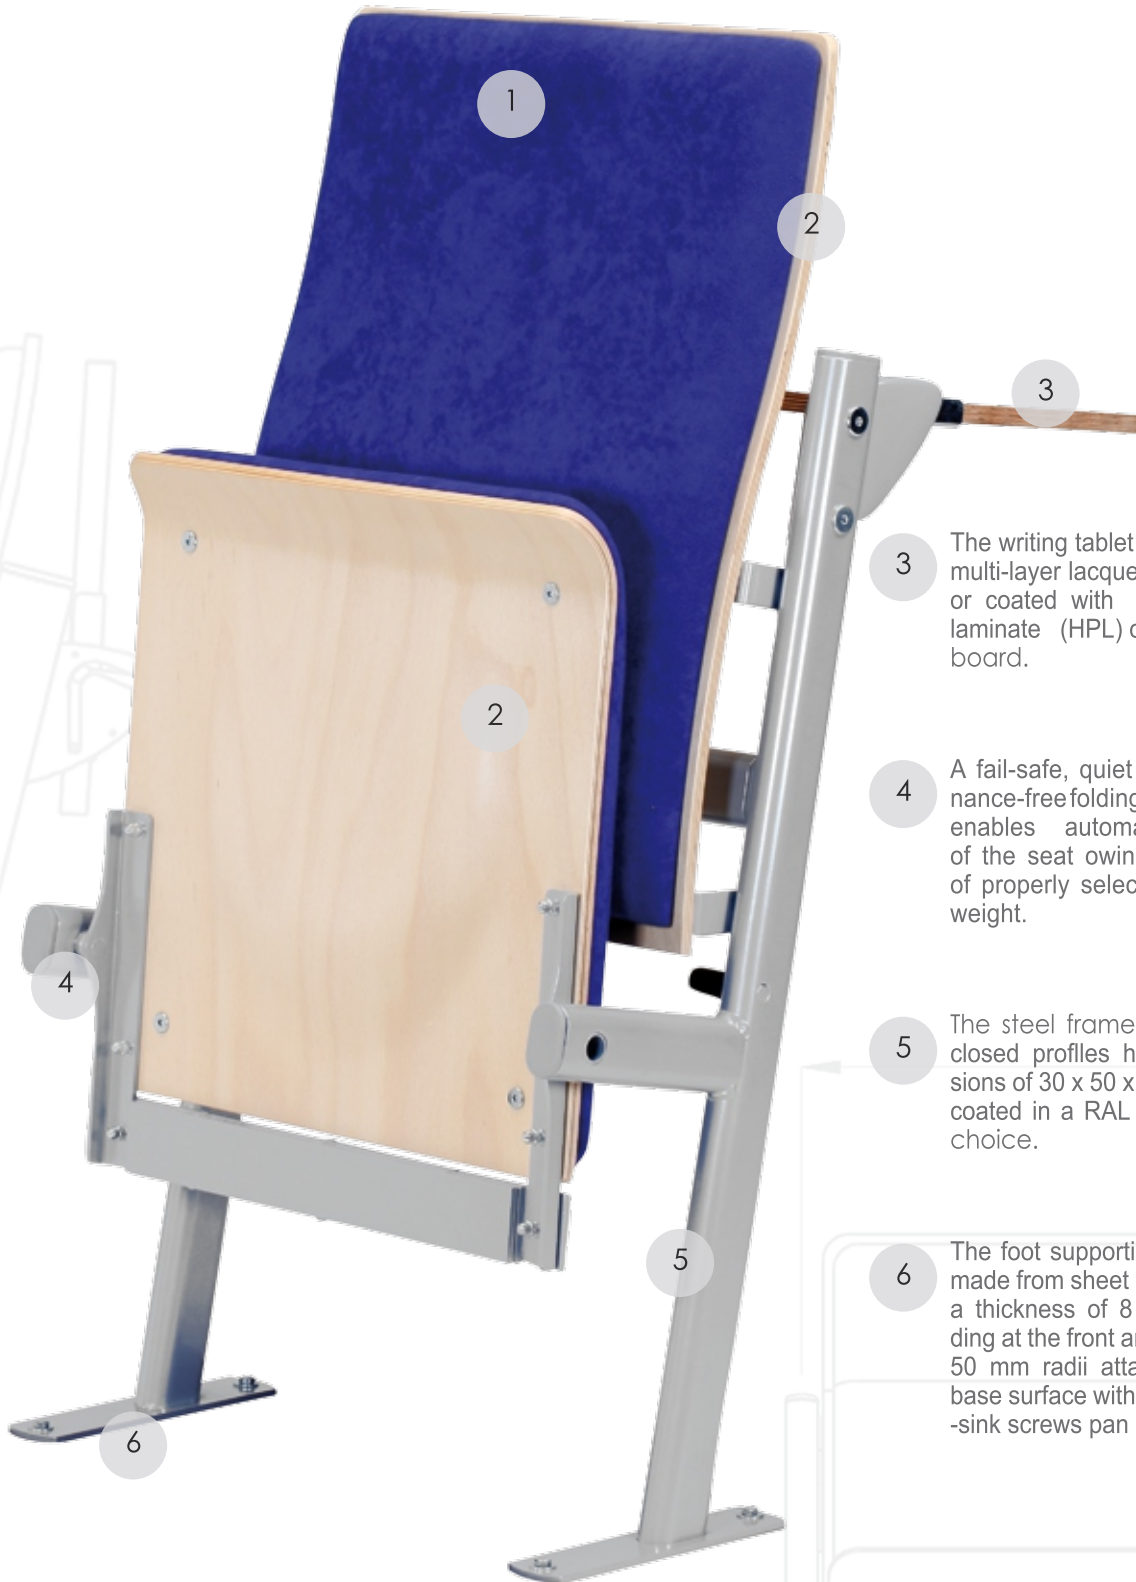 1
2
3
3
The writing tablet
multi-layer lacque
or coated with
laminate (HPL)
board.
2
4
A fail-safe, quiet
nance-free folding
enables automa
of the seat owin
of properly selec
weight.
4
5
The steel frame
closed proflles h
sions of 30 x 50 x
coated in a RAL
choice.
5
6
The foot supporti
made from sheet
a thickness of 8
ding at the front ar
50 mm radii atta
base surface with
-sink screws pan
6